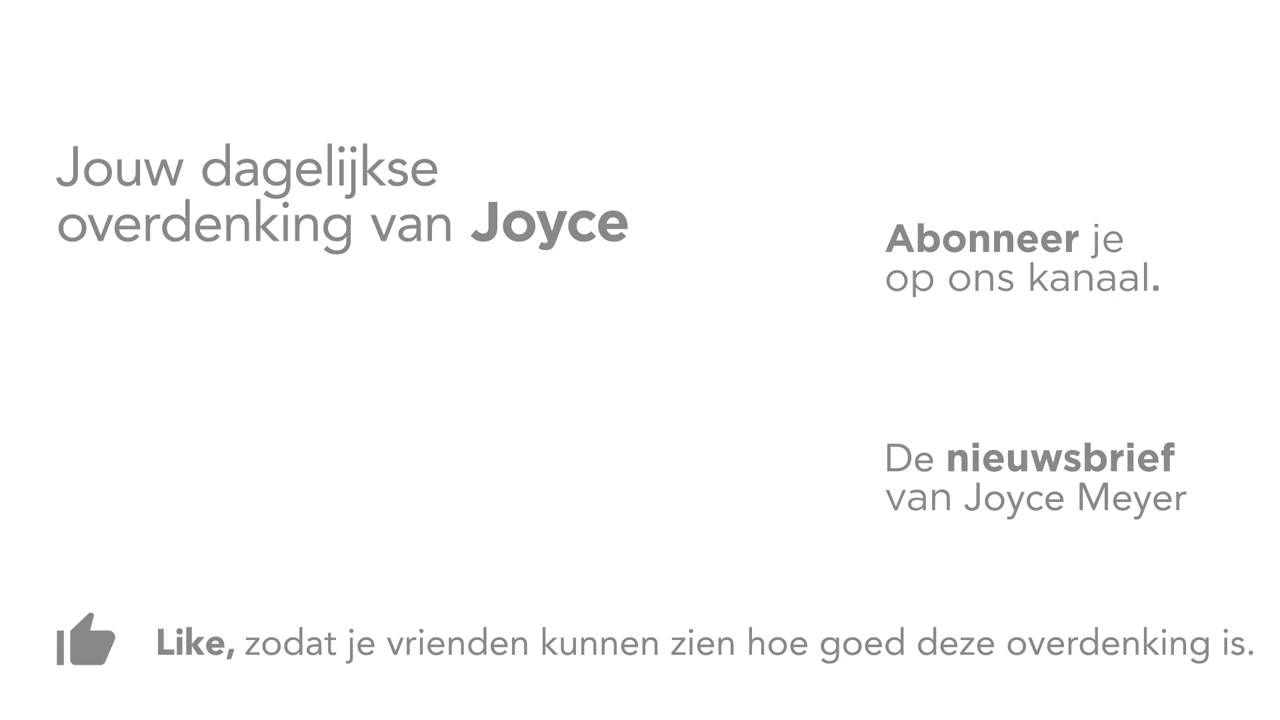 Jouw dagelijkse
overdenking van Joyce
Abonneer je
op ons kanaal.
De nieuwsbrief
van Joyce Meyer
Like, zodat je vrienden kunnen zien hoe goed deze overdenking is.